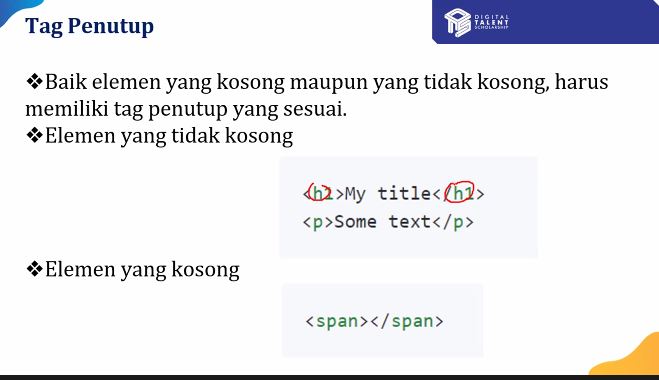 Tag Penutup
DIGITAL
TALENT
SCHOLARSHIP
❖Baik elemen yang kosong maupun yang tidak kosong, harus
memiliki tag penutup yang sesuai.
❖Elemen yang tidak kosong
<h1>My title</h1>
<p>Some text</p>
❖Elemen yang kosong
<span></span>